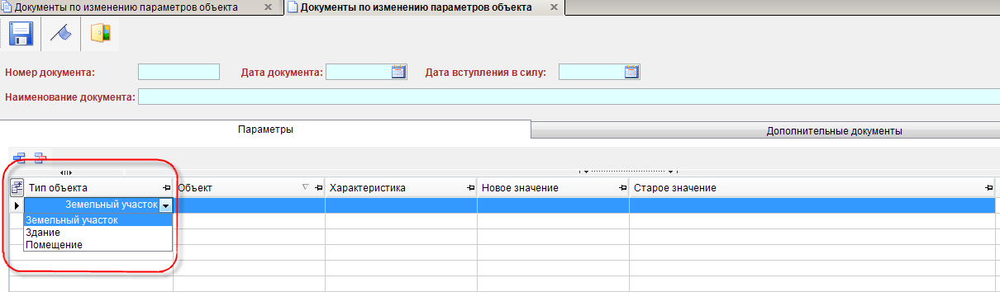 Документы по изменению параметров объекта Документы по изменению параметров объекта
Номер документа: Дата документа: Дата вступления в силу:
Наименование документа:
Параметры Дополнительные документы
Тип объекта Объект Характеристика Новое значение Старое значение
Земельный участок
Земельный участок
Здание
Помещение